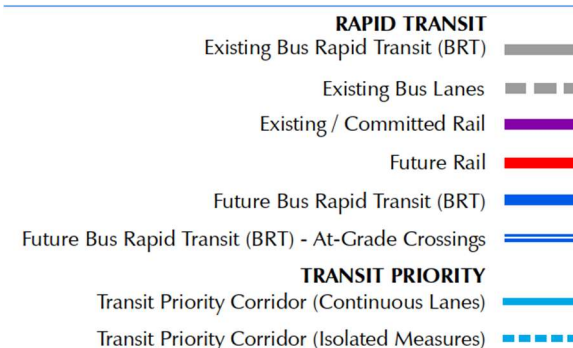 RAPID TRANSIT
Existing Bus Rapid Transit (BRT)
Existing Bus Lanes
Existing / Committed Rail
Future Rail
Future Bus Rapid Transit (BRT)
Future Bus Rapid Transit (BRT) - At-Grade Crossings
TRANSIT PRIORITY
Transit Priority Corridor (Continuous Lanes)
Transit Priority Corridor (Isolated Measures)